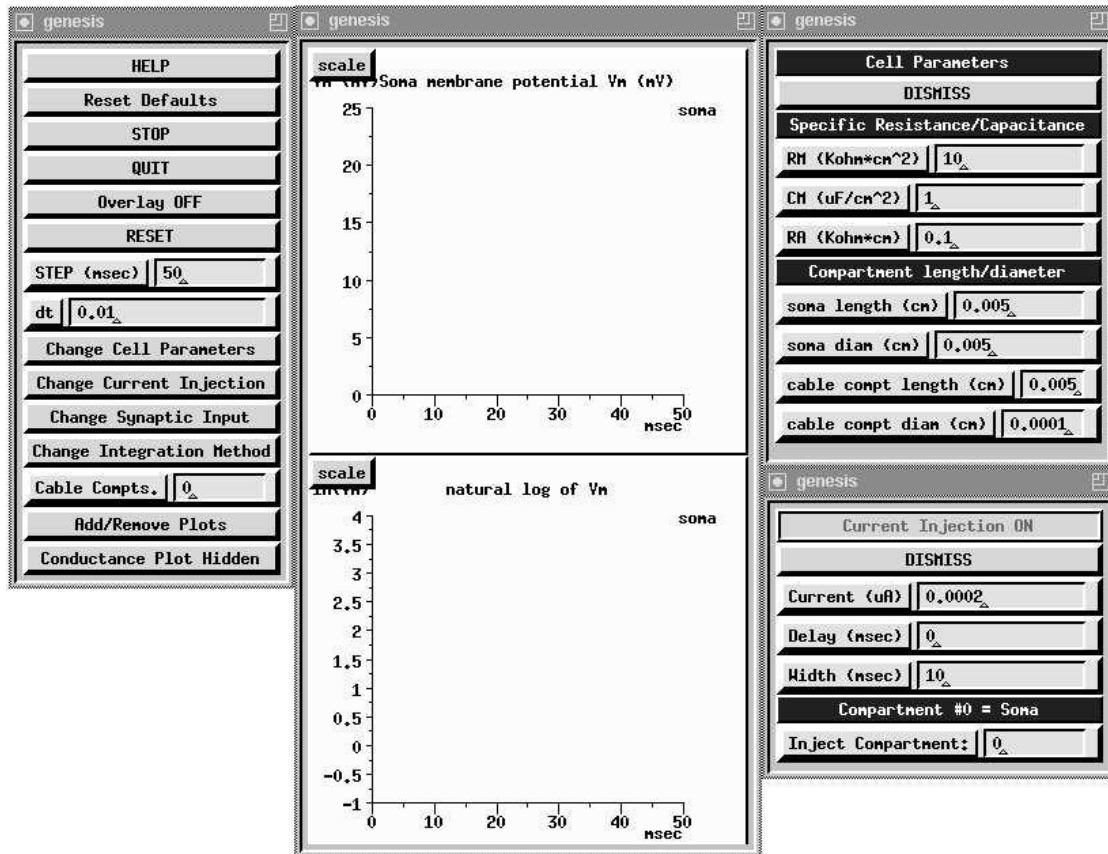 genesis
HELP
Reset Defaults
STOP
QUIT
Overlay OFF
RESET
STEP (msec) 50
dt 0.01
Change Cell Parameters
Change Current Injection
Change Synaptic Input
Change Integration Method
Cable Compts. 0
Add/Remove Plots
Conductance Plot Hidden
genesis
scale
Vm (mV)Soma membrane potential Vm (mV)
soma
25
20
15
10
5
0
0 10 20 30 40 50
msec
scale
ln(Vm) natural log of Vm
soma
4
3.5
3
2.5
2
1.5
1
0.5
0
-0.5
-1
0 10 20 30 40 50
msec
genesis
Cell Parameters
DISMISS
Specific Resistance/Capacitance
RM (Kohm*cm^2) 10
CM (uF/cm^2) 1
RA (Kohm*cm) 0.1
Compartment length/diameter
soma length (cm) 0.005
soma diam (cm) 0.005
cable compt length (cm) 0.005
cable compt diam (cm) 0.0001
genesis
Current Injection ON
DISMISS
Current (uA) 0.0002
Delay (msec) 0
Width (msec) 10
Compartment #0 = Soma
Inject Compartment: 0